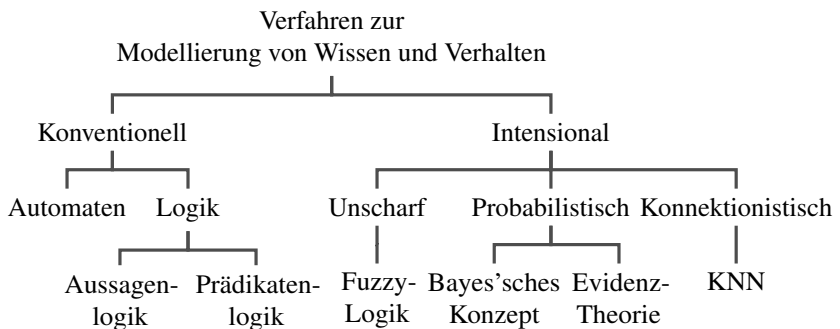 Verfahren zur
Modellierung von Wissen und Verhalten
Konventionell
Intensional
Automaten
Logik
Unscharf
Probabilistisch
Konnektionistisch
Aussagen-
logik
Prädikaten-
logik
Fuzzy-
Logik
Bayes'sches
Konzept
Evidenz-
Theorie
KNN